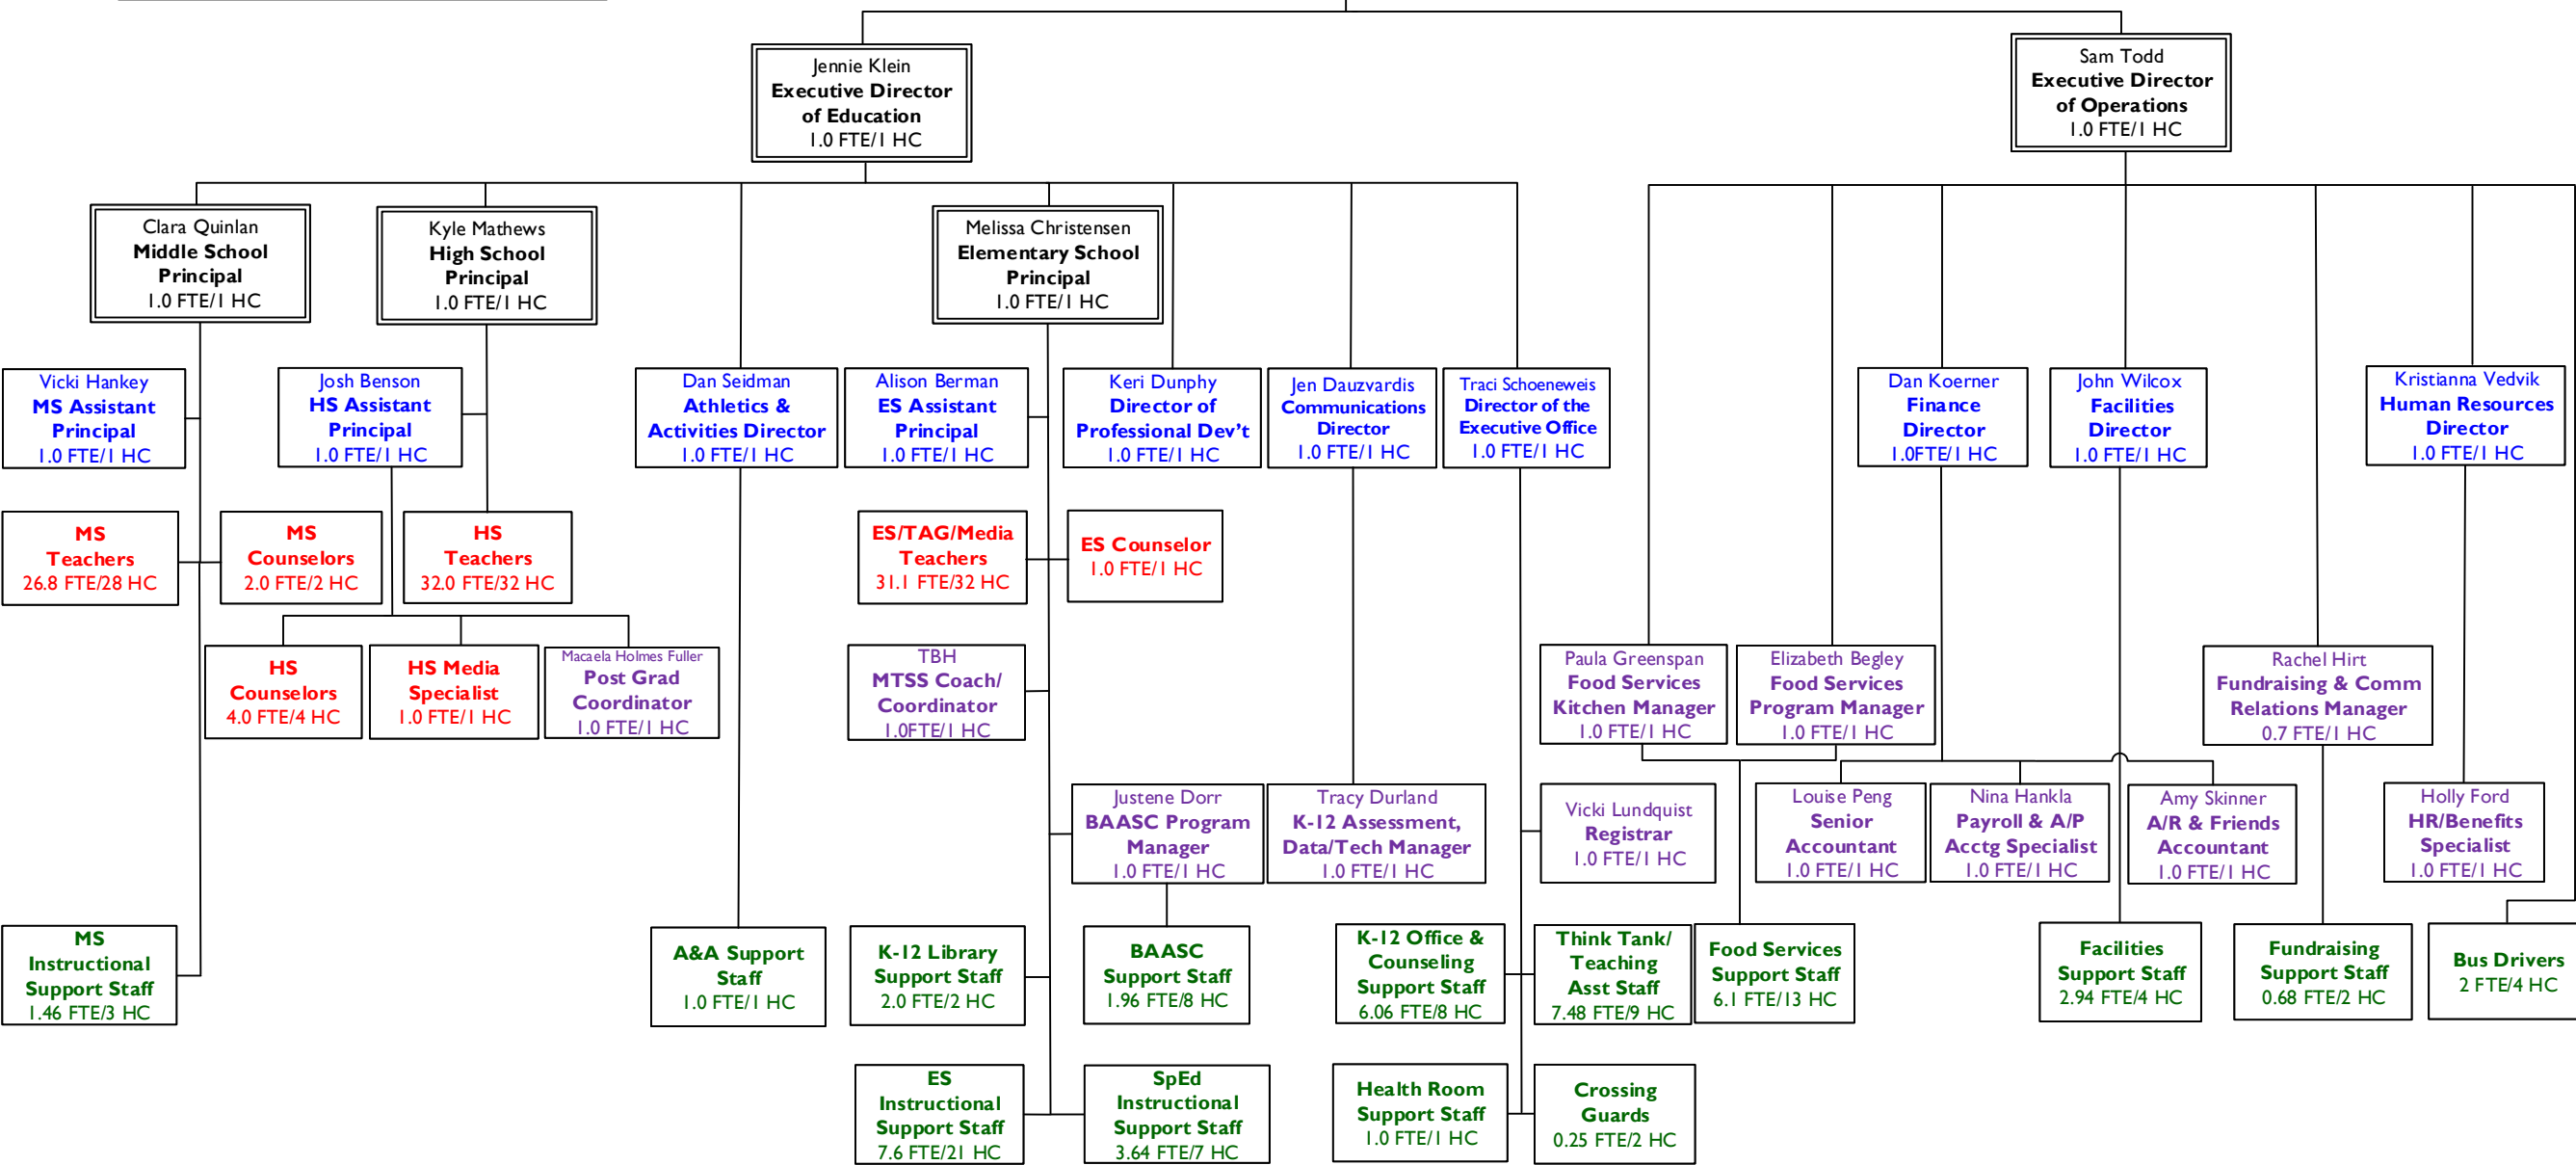 Jennie Klein
Executive Director
of Education
1.0 FTE/1 HC
Sam Todd
Executive Director
of Operations
1.0 FTE/1 HC
Clara Quinlan
Middle School
Principal
1.0 FTE/1 HC
Kyle Mathews
High School
Principal
1.0 FTE/1 HC
Melissa Christensen
Elementary School
Principal
1.0 FTE/1 HC
Vicki Hankey
MS Assistant
Principal
1.0 FTE/1 HC
Josh Benson
HS Assistant
Principal
1.0 FTE/1 HC
Dan Seidman
Athletics &
Activities Director
1.0 FTE/1 HC
Alison Berman
ES Assistant
Principal
1.0 FTE/1 HC
Keri Dunphy
Director of
Professional Dev't
1.0 FTE/1 HC
Jen Dauzvardis
Communications
Director
1.0 FTE/1 HC
Traci Schoeneweis
Director of the
Executive Office
1.0 FTE/1 HC
Dan Koerner
Finance
Director
1.0FTE/1 HC
John Wilcox
Facilities
Director
1.0 FTE/1 HC
Kristianna Vedvik
Human Resources
Director
1.0 FTE/1 HC
MS
Teachers
26.8 FTE/28 HC
MS
Counselors
2.0 FTE/2 HC
HS
Teachers
32.0 FTE/32 HC
ES/TAG/Media
Teachers
31.1 FTE/32 HC
ES Counselor
1.0 FTE/1 HC
HS
Counselors
4.0 FTE/4 HC
HS Media
Specialist
1.0 FTE/1 HC
Macaela Holmes Fuller
Post Grad
Coordinator
1.0 FTE/1 HC
TBH
MTSS Coach/
Coordinator
1.0FTE/1 HC
Paula Greenspan
Food Services
Kitchen Manager
1.0 FTE/1 HC
Elizabeth Begley
Food Services
Program Manager
1.0 FTE/1 HC
Rachel Hirt
Fundraising & Comm
Relations Manager
0.7 FTE/1 HC
Justene Dorr
BAASC Program
Manager
1.0 FTE/1 HC
Tracy Durland
K-12 Assessment,
Data/Tech Manager
1.0 FTE/1 HC
Vicki Lundquist
Registrar
1.0 FTE/1 HC
Louise Peng
Senior
Accountant
1.0 FTE/1 HC
Nina Hankla
Payroll & A/P
Acctg Specialist
1.0 FTE/1 HC
Amy Skinner
A/R & Friends
Accountant
1.0 FTE/1 HC
Holly Ford
HR/Benefits
Specialist
1.0 FTE/1 HC
MS
Instructional
Support Staff
1.46 FTE/3 HC
A&A Support
Staff
1.0 FTE/1 HC
K-12 Library
Support Staff
2.0 FTE/2 HC
BAASC
Support Staff
1.96 FTE/8 HC
K-12 Office &
Counseling
Support Staff
6.06 FTE/8 HC
Think Tank/
Teaching
Asst Staff
7.48 FTE/9 HC
Food Services
Support Staff
6.1 FTE/13 HC
Facilities
Support Staff
2.94 FTE/4 HC
Fundraising
Support Staff
0.68 FTE/2 HC
Bus Drivers
2 FTE/4 HC
ES
Instructional
Support Staff
7.6 FTE/21 HC
SpEd
Instructional
Support Staff
3.64 FTE/7 HC
Health Room
Support Staff
1.0 FTE/1 HC
Crossing
Guards
0.25 FTE/2 HC